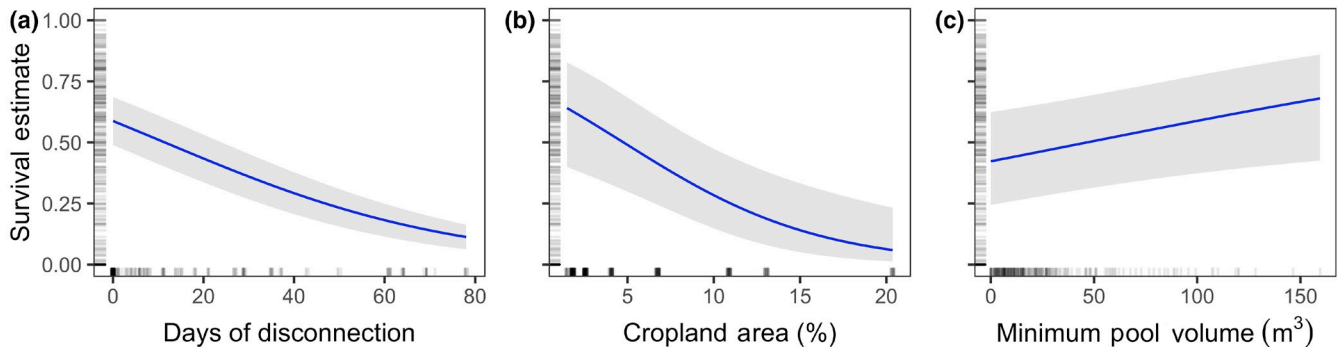 (a) (b) (c)
Survival estimate
1.00
0.75
0.50
0.25
0.00
0 20 40 60 80
5 10 15 20
0 50 100 150
Days of disconnection
Cropland area (%)
Minimum pool volume (m³)